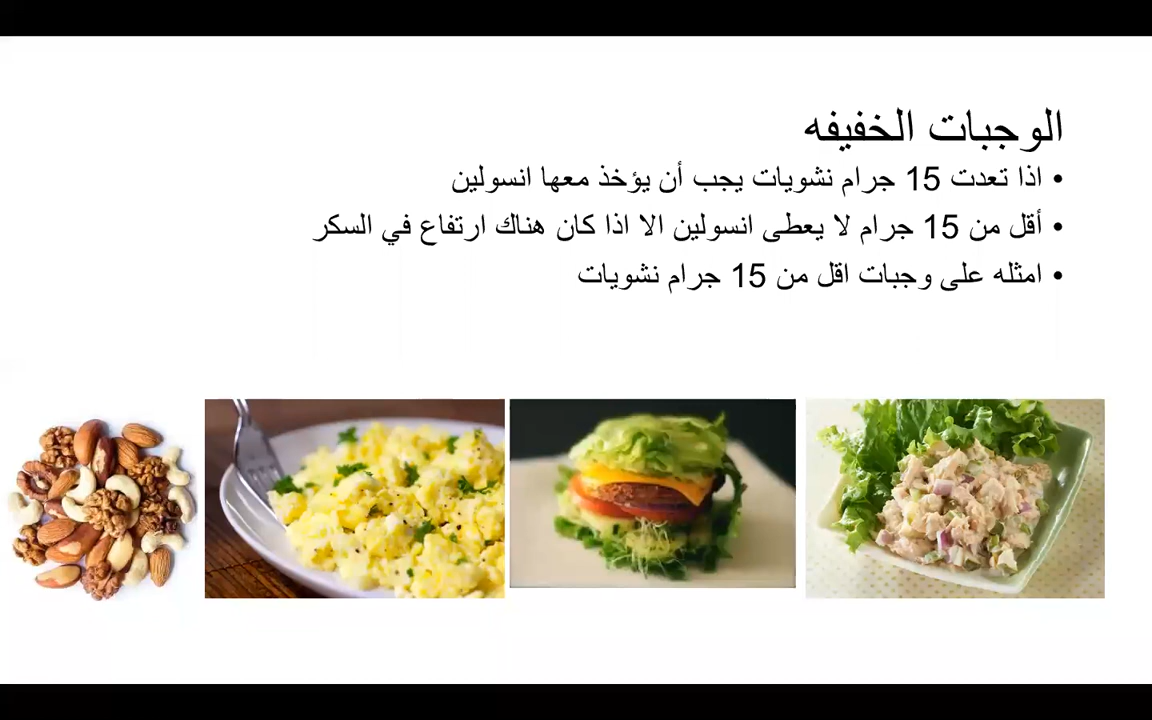 الوجبات الخفيفه
• اذا تعدت 15 جرام نشويات يجب أن يؤخذ معها انسولين
• أقل من 15 جرام لا يعطى انسولين الا اذا كان هناك ارتفاع في السكر
• امثله على وجبات اقل من 15 جرام نشويات